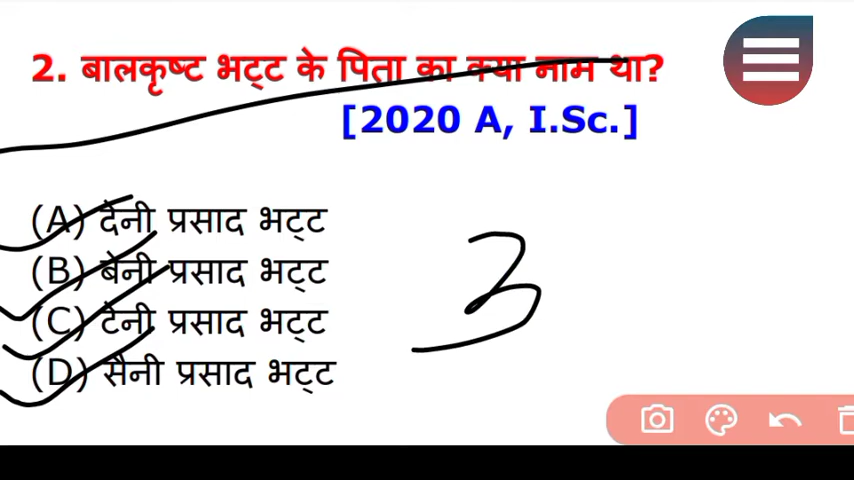 2. बालकृष्ट भट्ट के पिता का क्या नाम था?
[2020 A, I.Sc.]
(A) देनी प्रसाद भट्ट
(B) बेनी प्रसाद भट्ट
3
(C) टेनी प्रसाद भट्ट
(D) सैनी प्रसाद भट्ट